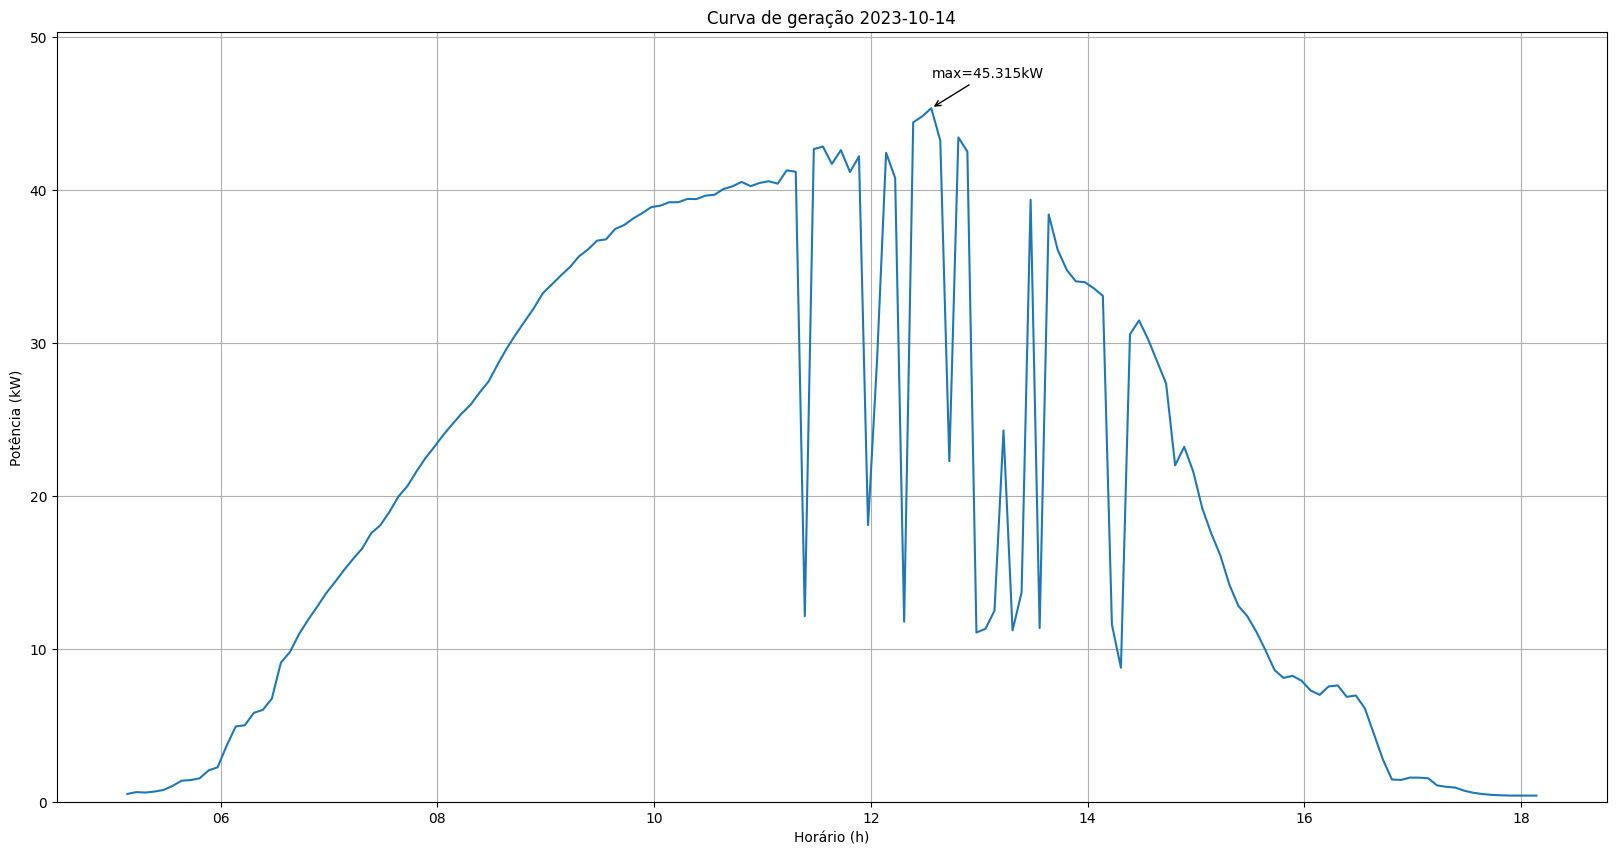 Curva de geração 2023-10-14
max=45.315kW
50
40
30
20
10
0
Potência (kW)
06 08 10 12 14 16 18
Horário (h)